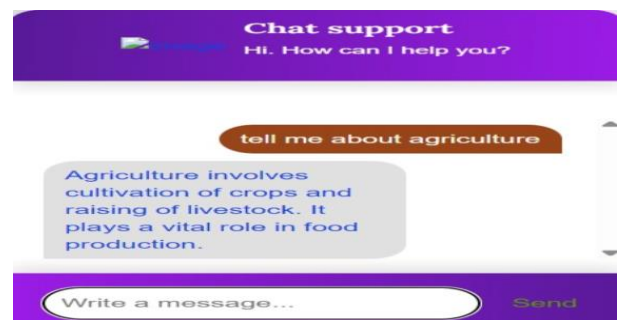 Chat support
Hi. How can I help you?
tell me about agriculture
Agriculture involves
cultivation of crops and
raising of livestock. It
plays a vital role in food
production.
Write a message...
Send